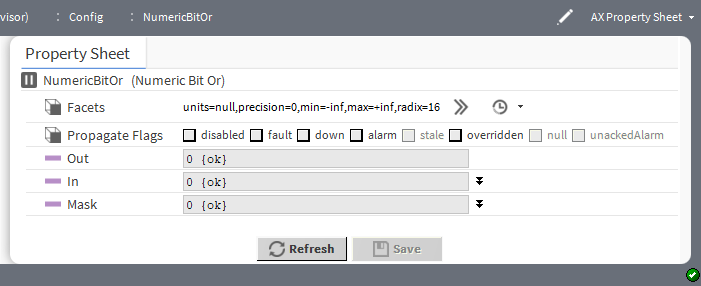 visor) : Config : NumericBitOr AX Property Sheet
Property Sheet
NumericBitOr (Numeric Bit Or)
Facets units=null,precision=0,min=-inf,max=+inf,radix=16
Propagate Flags disabled fault down alarm stale overridden null unackedAlarm
Out 0 {ok}
In 0 {ok}
Mask 0 {ok}
Refresh Save